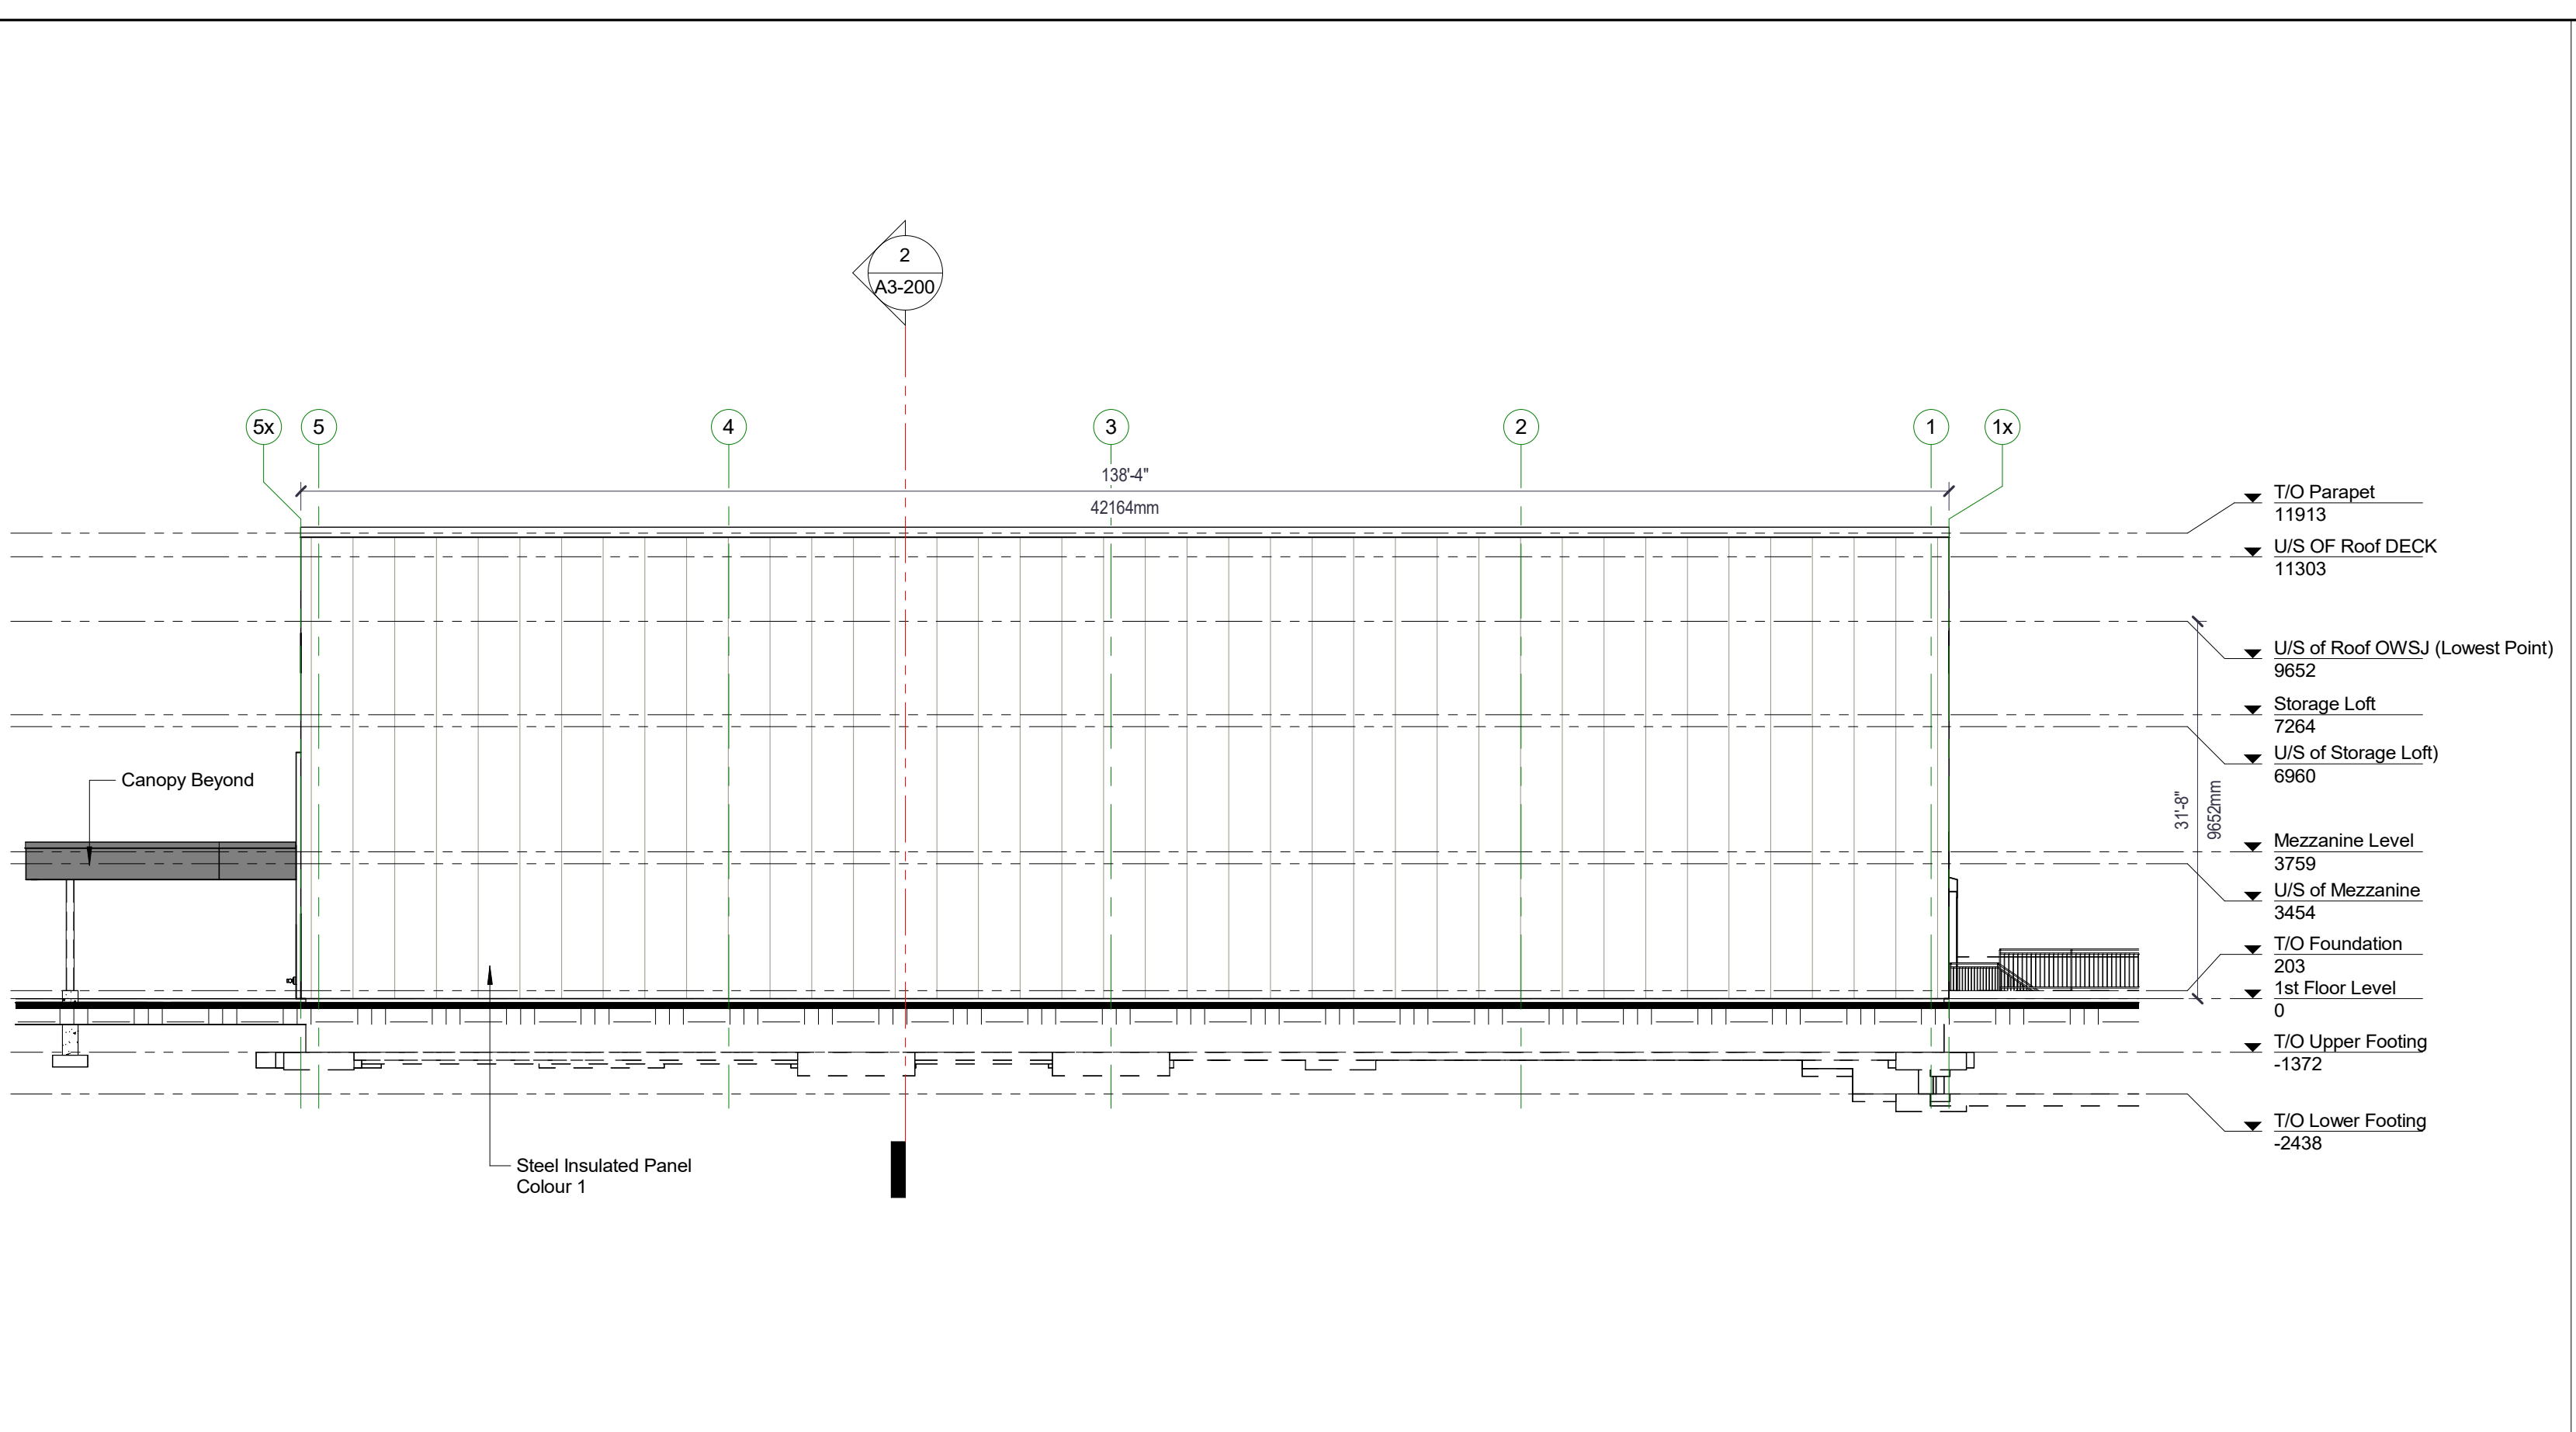 2
A3-200
5x
5
4
3
2
1
1x
138'-4"
42164mm
T/O Parapet
11913
U/S OF Roof DECK
11303
U/S of Roof OWSJ (Lowest Point)
9652
Storage Loft
7264
U/S of Storage Loft)
6960
Canopy Beyond
31'-8"
9652mm
Mezzanine Level
3759
U/S of Mezzanine
3454
T/O Foundation
203
1st Floor Level
0
T/O Upper Footing
-1372
T/O Lower Footing
-2438
Steel Insulated Panel
Colour 1